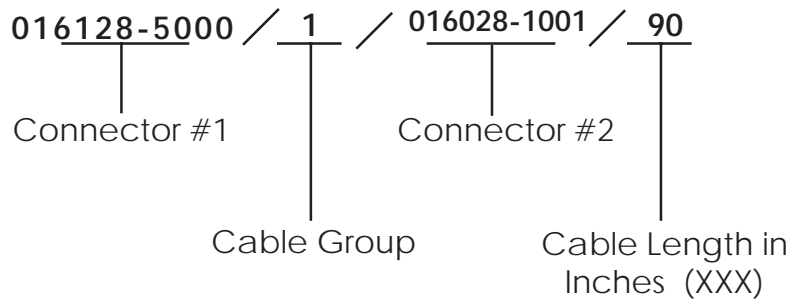 016128-5000 / 1 / 016028-1001 / 90
Connector #1
Connector #2
Cable Group
Cable Length in
Inches (XXX)